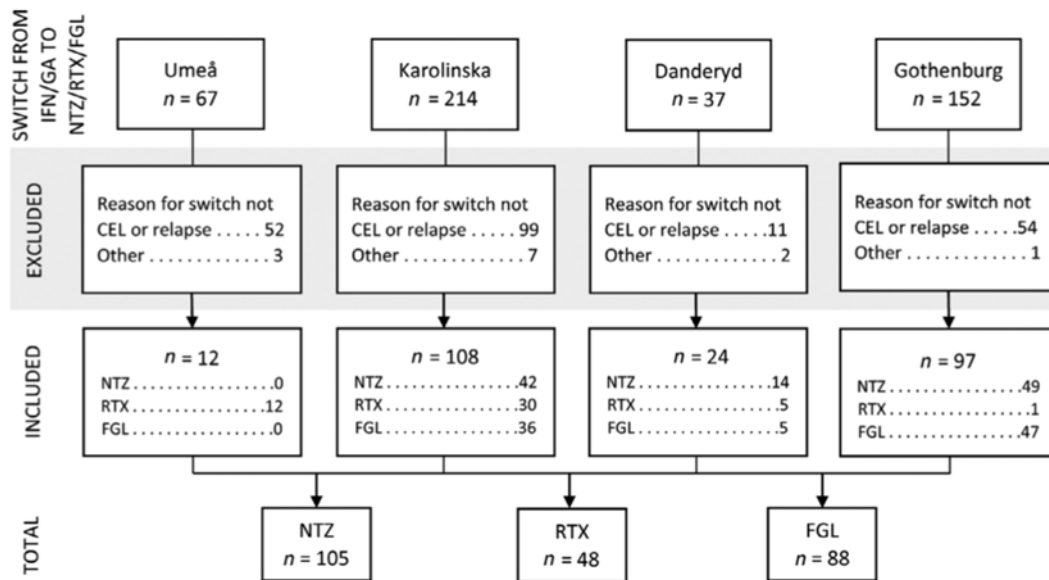 SWITCH FROM
IFN/GA TO
NTZ/RTX/FGL
Umeå
n = 67
Karolinska
n = 214
Danderyd
n = 37
Gothenburg
n = 152
EXCLUDED
Reason for switch not
CEL or relapse ..... 52
Other ............. 3
Reason for switch not
CEL or relapse ..... 99
Other ............. 7
Reason for switch not
CEL or relapse .....11
Other ............. 2
Reason for switch not
CEL or relapse .....54
Other ............. 1
INCLUDED
n = 12
NTZ.................0
RTX.................12
FGL.................0
n = 108
NTZ.................42
RTX.................30
FGL.................36
n = 24
NTZ.................14
RTX.................5
FGL.................5
n = 97
NTZ.................49
RTX.................1
FGL.................47
TOTAL
NTZ
n = 105
RTX
n = 48
FGL
n = 88